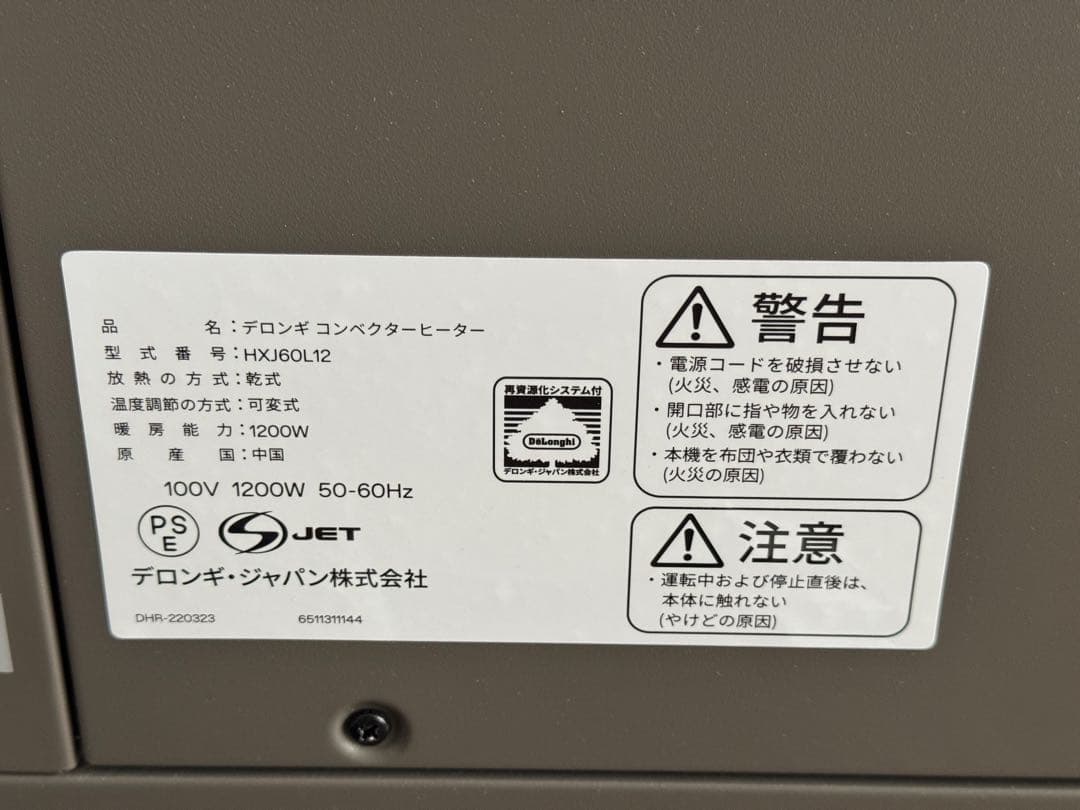 品名：デロンギ コンベクターヒーター
型式番号：HXJ60L12
放熱の方式：乾式
温度調節の方式：可変式
暖房能力：1200W
原産国：中国
100V 1200W 50-60Hz
PSE
S JET
デロンギ・ジャパン株式会社
DHR-220323 6511311144
再資源化システム付
DeLonghi
デロンギ・ジャパン株式会社
警告
・電源コードを破損させない
(火災、感電の原因)
・開口部に指や物を入れない
(火災、感電の原因)
・本機を布団や衣類で覆わない
(火災の原因)
注意
・運転中および停止直後は、
本体に触れない
(やけどの原因)